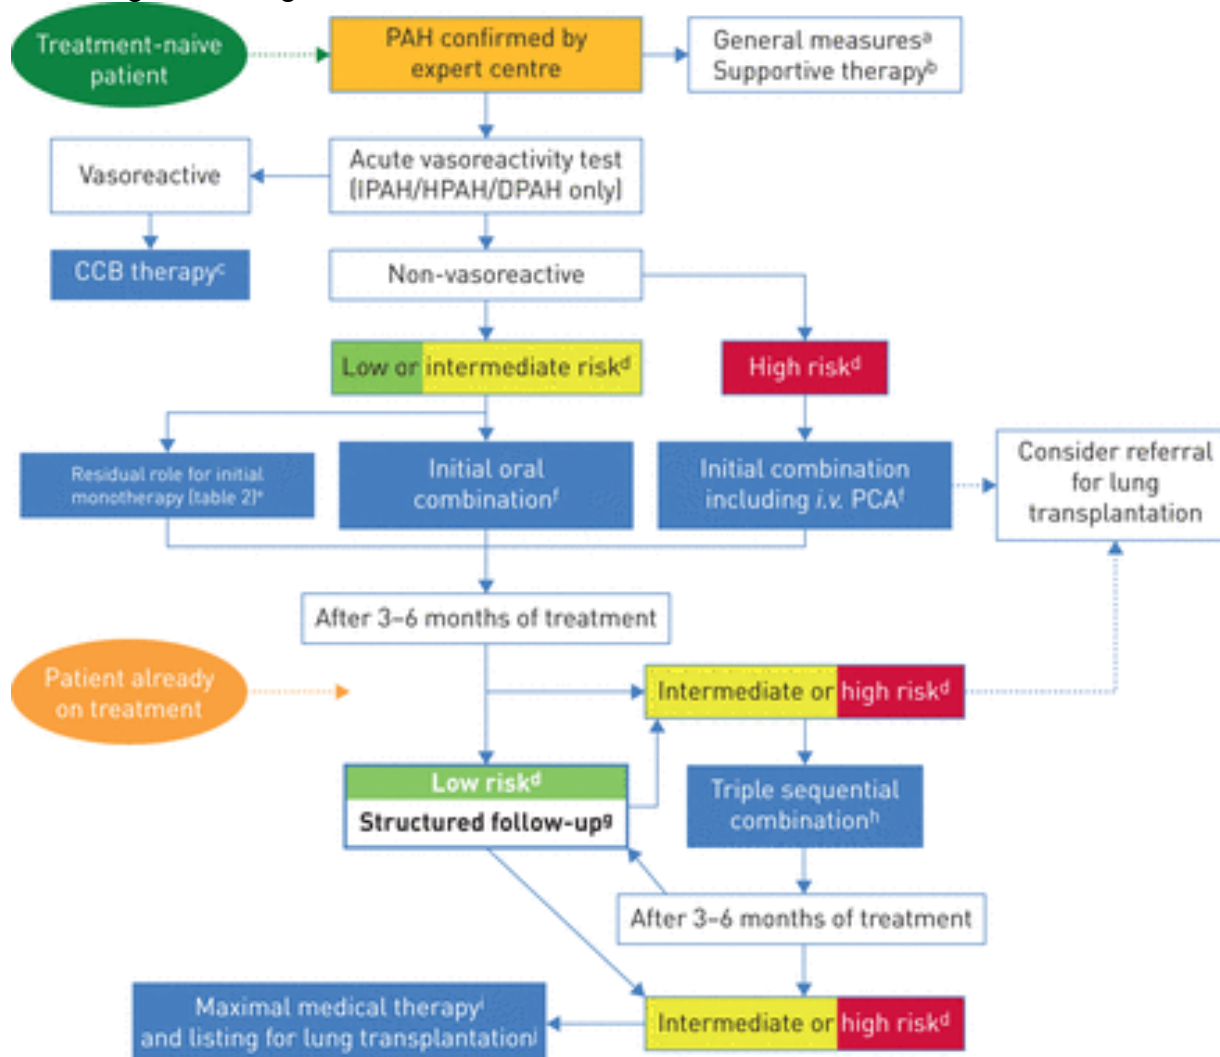 Treatment-naive
patient
PAH confirmed by
expert centre
General measuresᵃ
Supportive therapyᵇ
Vasoreactive
Acute vasoreactivity test
(IPAH/HPAH/DPAH only)
CCB therapyᶜ
Non-vasoreactive
Low or intermediate riskᵈ
High riskᵈ
Residual role for initial
monotherapy (table 2)ᵉ
Initial oral
combinationᶠ
Initial combination
including i.v. PCAᶠ
Consider referral
for lung
transplantation
After 3–6 months of treatment
Patient already
on treatment
Intermediate or high riskᵈ
Low riskᵈ
Structured follow-upᵍ
Triple sequential
combinationʰ
After 3–6 months of treatment
Maximal medical therapyⁱ
and listing for lung transplantationʲ
Intermediate or high riskᵈ